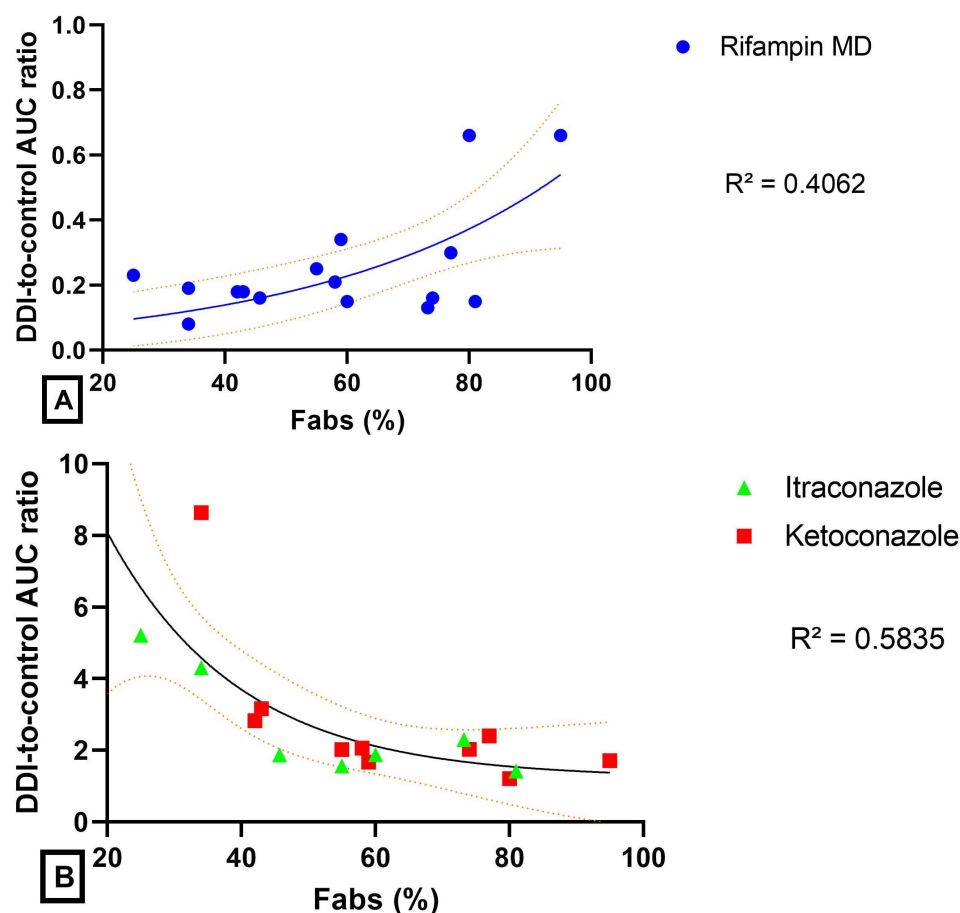 DDI-to-control AUC ratio
1.0
0.8
0.6
0.4
0.2
0.0
20
40
60
80
100
Fabs (%)
Rifampin MD
R² = 0.4062
A
DDI-to-control AUC ratio
10
8
6
4
2
0
20
40
60
80
100
Fabs (%)
Itraconazole
Ketoconazole
R² = 0.5835
B